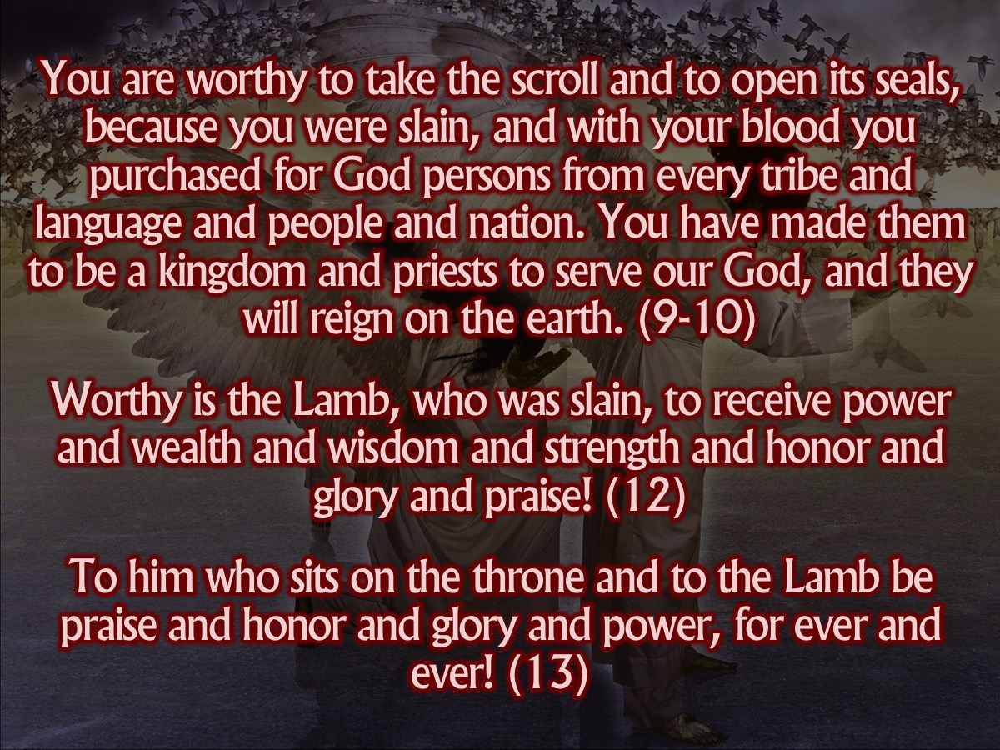 You are worthy to take the scroll and to open its seals,
because you were slain, and with your blood you
purchased for God persons from every tribe and
language and people and nation. You have made them
to be a kingdom and priests to serve our God, and they
will reign on the earth. (9-10)
Worthy is the Lamb, who was slain, to receive power
and wealth and wisdom and strength and honor and
glory and praise! (12)
To him who sits on the throne and to the Lamb be
praise and honor and glory and power, for ever and
ever! (13)